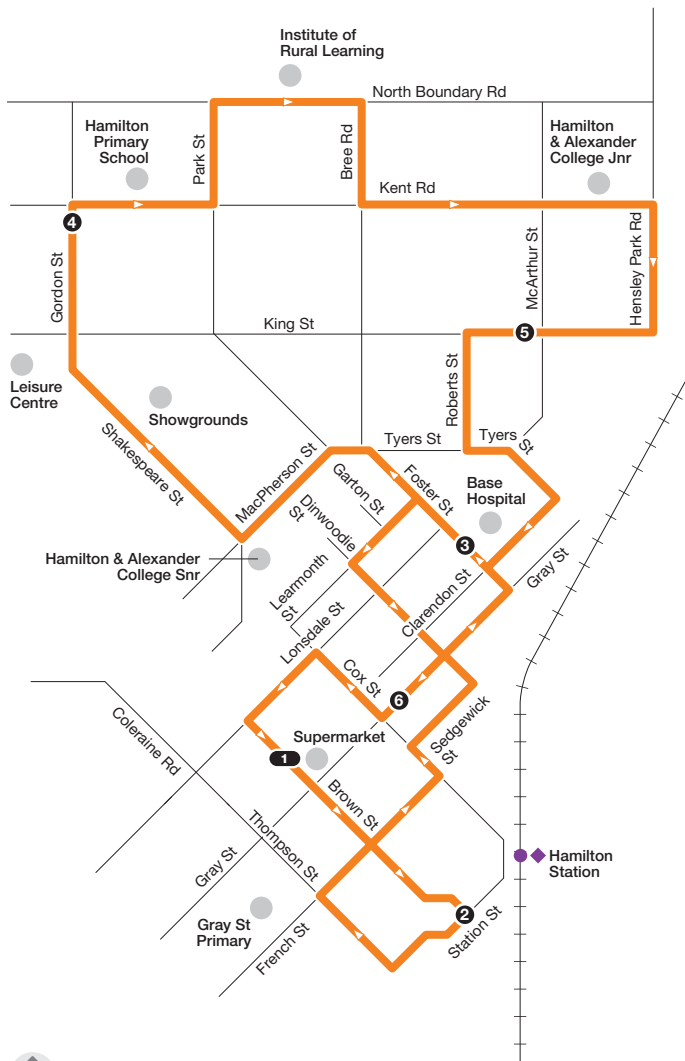 Institute of
Rural Learning
North Boundary Rd
Hamilton
Primary
School
Park St
Bree Rd
Hamilton
& Alexander
College Jnr
Kent Rd
4
Gordon St
McArthur St
Hensley Park Rd
King St
5
Leisure
Centre
Showgrounds
Roberts St
Shakespeare St
MacPherson St
Tyers St
Tyers
St
Garton St
Foster St
Base
Hospital
Dinwoodie
St
3
Hamilton & Alexander
College Snr
Learmonth
St
Clarendon St
Gray St
Lonsdale St
Cox St
6
Sedgewick
St
Coleraine Rd
Supermarket
1
Brown St
Thompson St
Gray St
Hamilton
Station
2
Gray St
Primary
French St
Station St